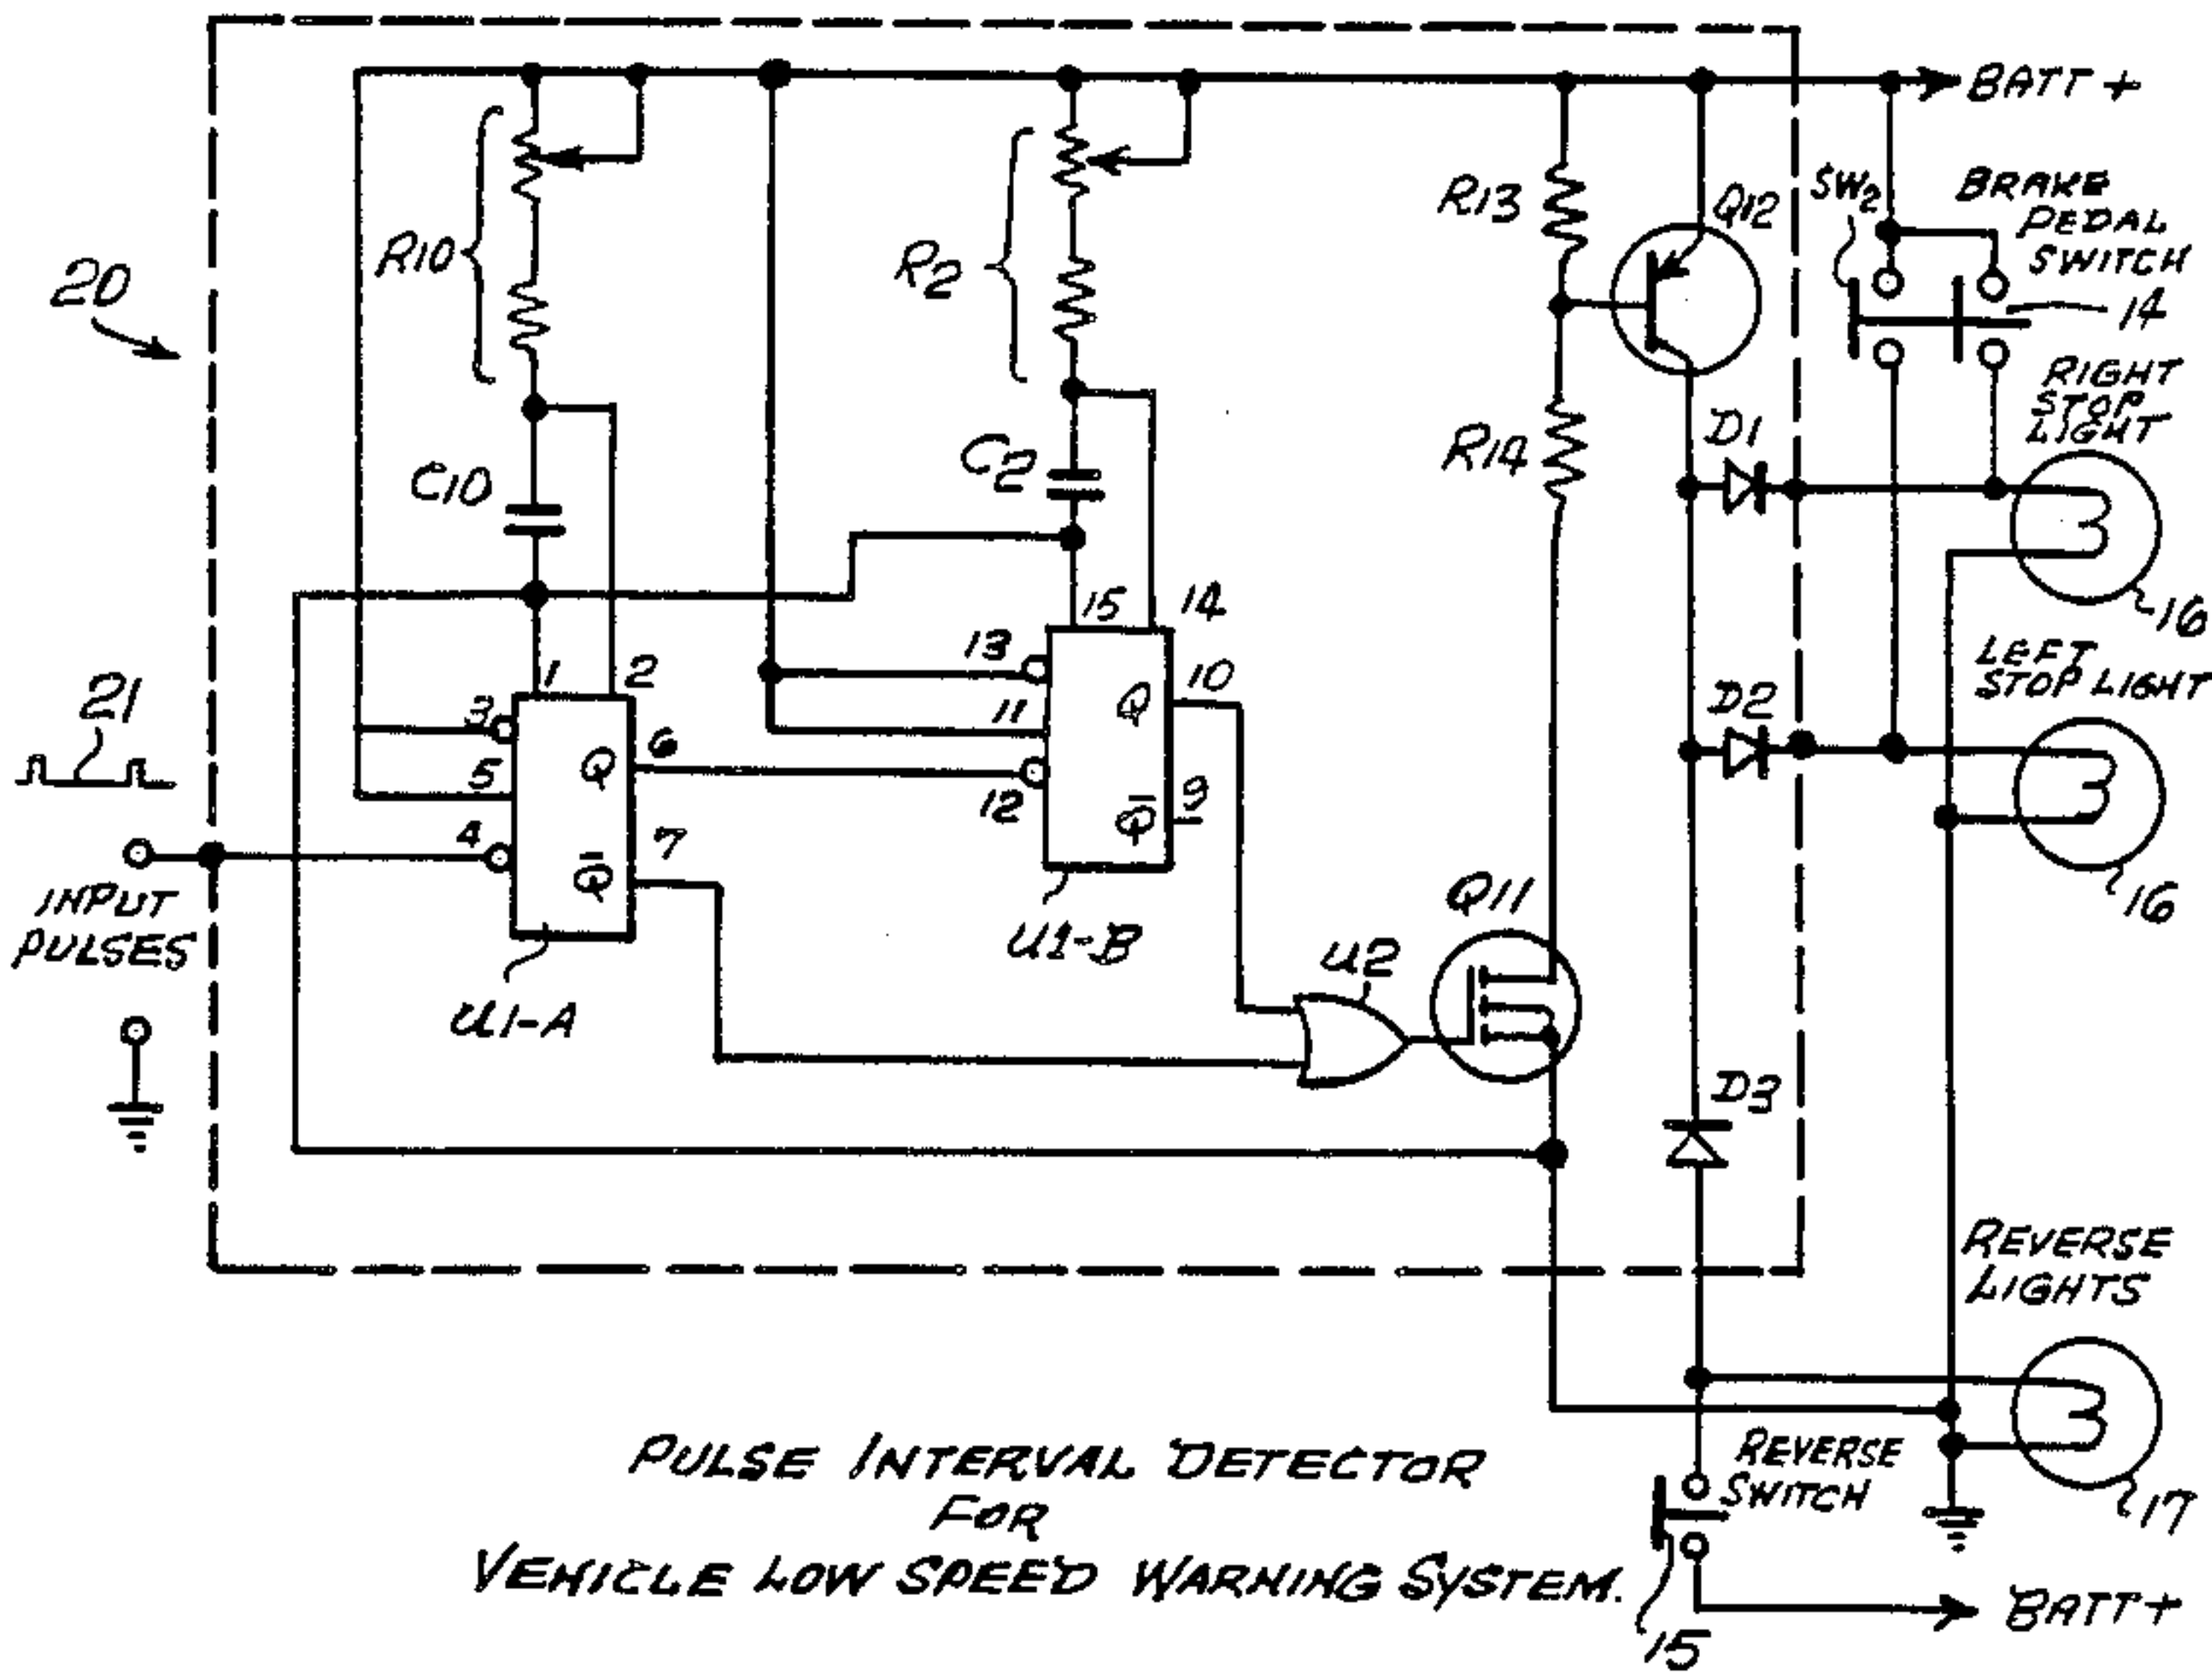 BATT +
R10
R2
R13
Q12
SW2
BRAKE
PEDAL
SWITCH
14
20
C10
C2
R14
D1
RIGHT
STOP
LIGHT
16
15
14
13
11
12
Q
10
Q̅
9
1
2
3
5
4
Q
6
Q̅
7
21
INPUT
PULSES
U1-A
U1-B
U2
Q11
D2
LEFT
STOP LIGHT
16
D3
REVERSE
LIGHTS
17
REVERSE
SWITCH
15
BATT+
PULSE INTERVAL DETECTOR
FOR
VEHICLE LOW SPEED WARNING SYSTEM.